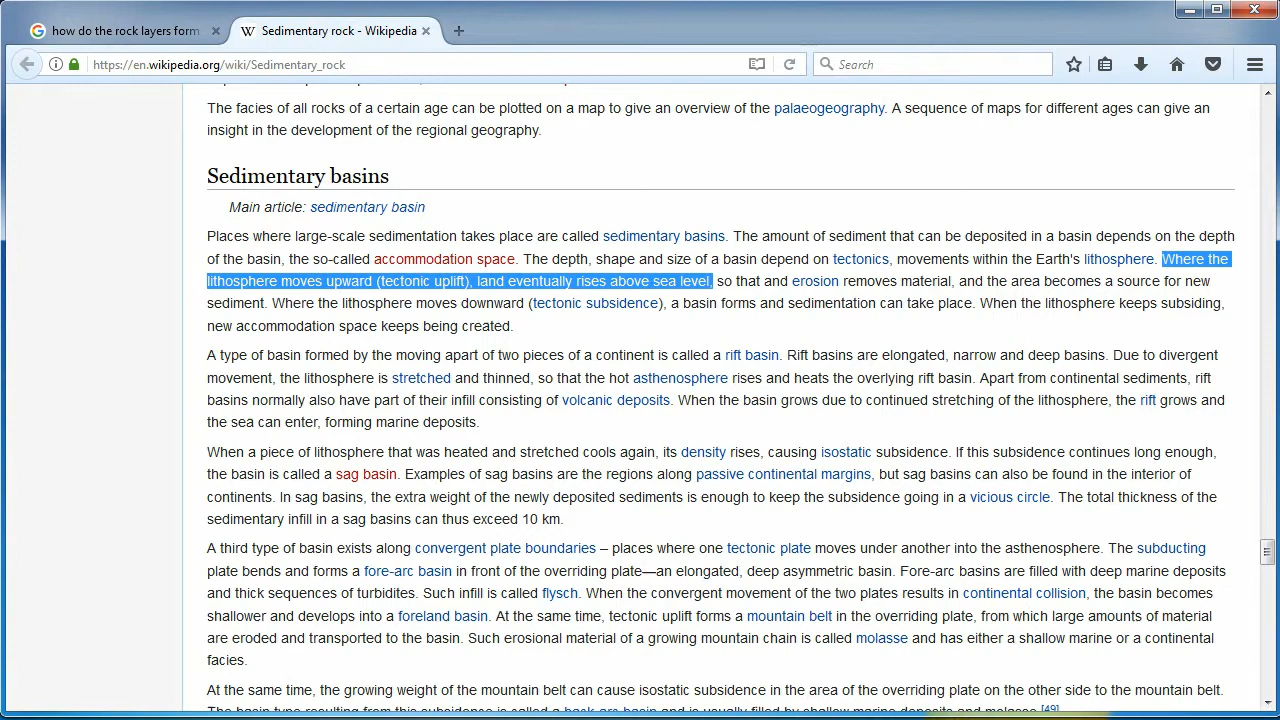 how do the rock layers form
Sedimentary rock - Wikipedia
https://en.wikipedia.org/wiki/Sedimentary_rock
Search
The facies of all rocks of a certain age can be plotted on a map to give an overview of the palaeogeography. A sequence of maps for different ages can give an
insight in the development of the regional geography.
Sedimentary basins
Main article: sedimentary basin
Places where large-scale sedimentation takes place are called sedimentary basins. The amount of sediment that can be deposited in a basin depends on the depth
of the basin, the so-called accommodation space. The depth, shape and size of a basin depend on tectonics, movements within the Earth's lithosphere. Where the
lithosphere moves upward (tectonic uplift), land eventually rises above sea level, so that and erosion removes material, and the area becomes a source for new
sediment. Where the lithosphere moves downward (tectonic subsidence), a basin forms and sedimentation can take place. When the lithosphere keeps subsiding,
new accommodation space keeps being created.
A type of basin formed by the moving apart of two pieces of a continent is called a rift basin. Rift basins are elongated, narrow and deep basins. Due to divergent
movement, the lithosphere is stretched and thinned, so that the hot asthenosphere rises and heats the overlying rift basin. Apart from continental sediments, rift
basins normally also have part of their infill consisting of volcanic deposits. When the basin grows due to continued stretching of the lithosphere, the rift grows and
the sea can enter, forming marine deposits.
When a piece of lithosphere that was heated and stretched cools again, its density rises, causing isostatic subsidence. If this subsidence continues long enough,
the basin is called a sag basin. Examples of sag basins are the regions along passive continental margins, but sag basins can also be found in the interior of
continents. In sag basins, the extra weight of the newly deposited sediments is enough to keep the subsidence going in a vicious circle. The total thickness of the
sedimentary infill in a sag basins can thus exceed 10 km.
A third type of basin exists along convergent plate boundaries – places where one tectonic plate moves under another into the asthenosphere. The subducting
plate bends and forms a fore-arc basin in front of the overriding plate—an elongated, deep asymmetric basin. Fore-arc basins are filled with deep marine deposits
and thick sequences of turbidites. Such infill is called flysch. When the convergent movement of the two plates results in continental collision, the basin becomes
shallower and develops into a foreland basin. At the same time, tectonic uplift forms a mountain belt in the overriding plate, from which large amounts of material
are eroded and transported to the basin. Such erosional material of a growing mountain chain is called molasse and has either a shallow marine or a continental
facies.
At the same time, the growing weight of the mountain belt can cause isostatic subsidence in the area of the overriding plate on the other side to the mountain belt.
The basin type resulting from this subsidence is called a back-arc basin and is usually filled by shallow marine deposits and molasse.[49]